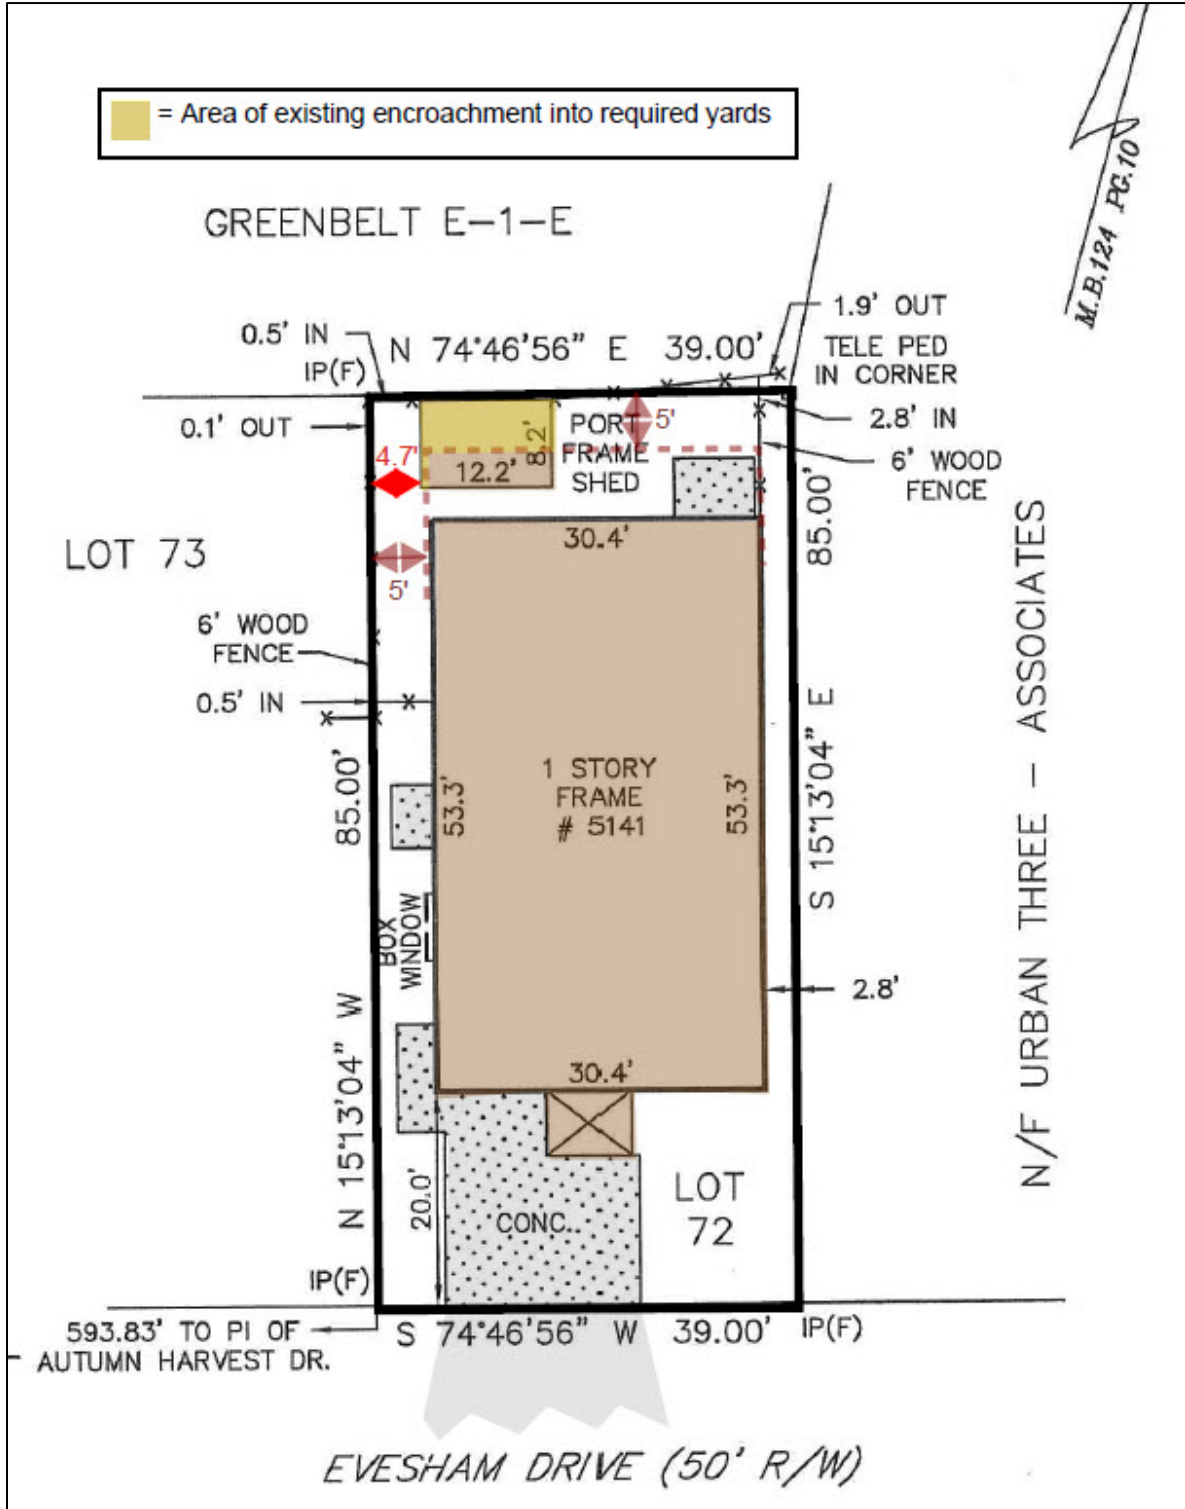 = Area of existing encroachment into required yards
M.B.124 PG.10
GREENBELT E-1-E
0.5' IN
IP(F)
N 74°46'56" E 39.00'
1.9' OUT
TELE PED
IN CORNER
0.1' OUT
2.8' IN
4.7'
12.2'
8.2'
PORT
FRAME
SHED
5'
6' WOOD
FENCE
85.00'
30.4'
LOT 73
5'
6' WOOD
FENCE
0.5' IN
85.00'
53.3'
1 STORY
FRAME
# 5141
53.3'
S 15°13'04" E
N/F URBAN THREE - ASSOCIATES
BOX
WINDOW
2.8'
N 15°13'04" W
30.4'
20.0'
CONC.
LOT
72
IP(F)
593.83' TO PI OF
AUTUMN HARVEST DR.
S 74°46'56" W 39.00'
IP(F)
EVESHAM DRIVE (50' R/W)